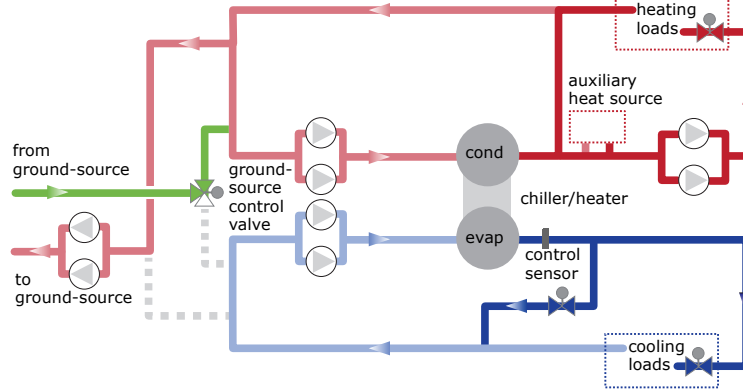 heating
loads
auxiliary
heat source
from
ground-source
ground-
source
control
valve
cond
chiller/heater
evap
control
sensor
to
ground-source
cooling
loads